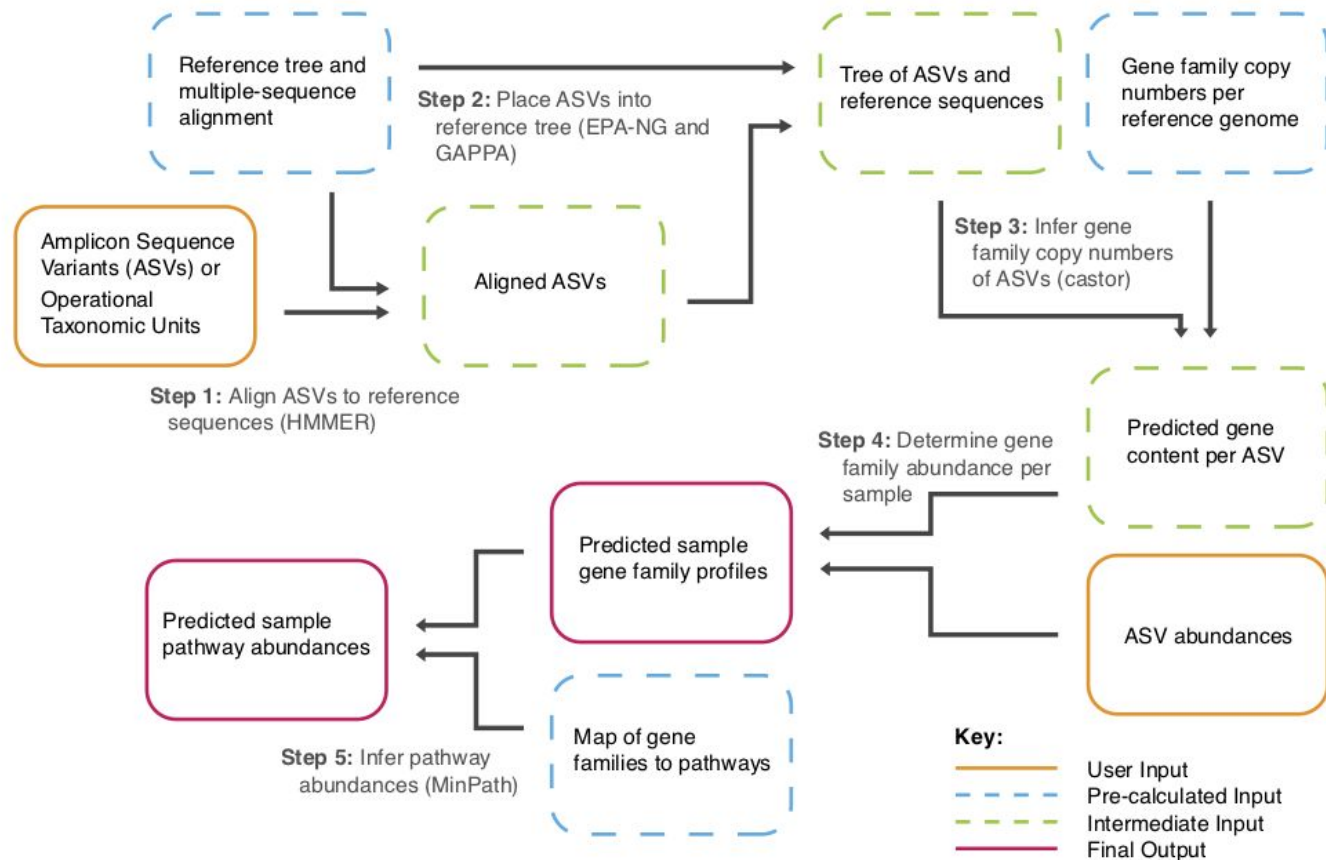 Reference tree and
multiple-sequence
alignment
Step 2: Place ASVs into
reference tree (EPA-NG and
GAPPA)
Tree of ASVs and
reference sequences
Gene family copy
numbers per
reference genome
Amplicon Sequence
Variants (ASVs) or
Operational
Taxonomic Units
Aligned ASVs
Step 3: Infer gene
family copy numbers
of ASVs (castor)
Step 1: Align ASVs to reference
sequences (HMMER)
Predicted gene
content per ASV
Step 4: Determine gene
family abundance per
sample
Predicted sample
gene family profiles
Predicted sample
pathway abundances
ASV abundances
Map of gene
families to pathways
Step 5: Infer pathway
abundances (MinPath)
Key:
User Input
Pre-calculated Input
Intermediate Input
Final Output